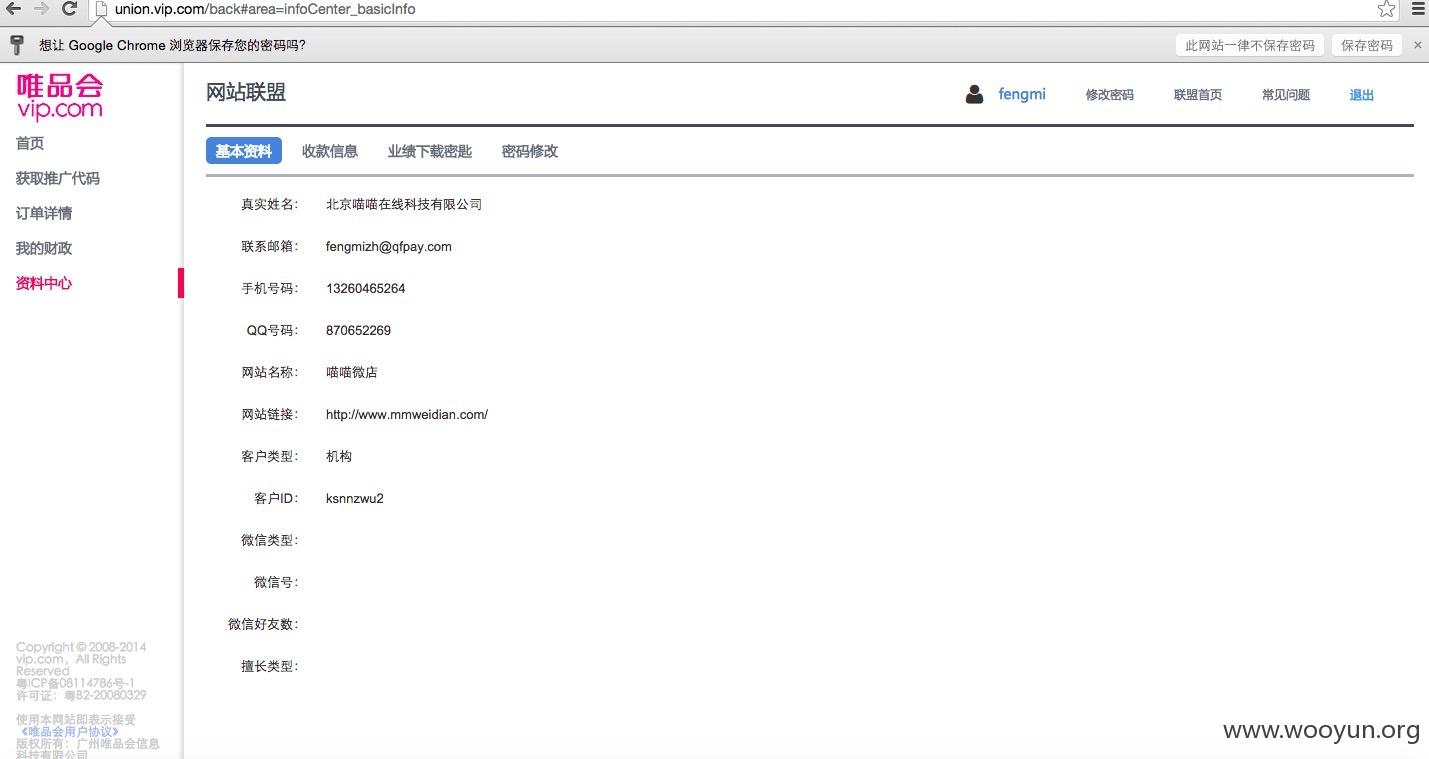 union.vip.com/back#area=infoCenter_basicInfo
想让 Google Chrome 浏览器保存您的密码吗?
此网站一律不保存密码
保存密码
×
唯品会
vip.com
网站联盟
fengmi
修改密码
联盟首页
常见问题
退出
首页
获取推广代码
订单详情
我的财政
资料中心
基本资料
收款信息
业绩下载密匙
密码修改
真实姓名: 北京喵喵在线科技有限公司
联系邮箱: fengmizh@qfpay.com
手机号码: 13260465264
QQ号码: 870652269
网站名称: 喵喵微店
网站链接: http://www.mmweidian.com/
客户类型: 机构
客户ID: ksnnzwu2
微信类型:
微信号:
微信好友数:
擅长类型:
Copyright © 2008-2014
vip.com, All Rights
Reserved
粤ICP备08114786号-1
许可证: 粤B2-20080329
使用本网站即表示接受
《唯品会用户协议》
版权所有: 广州唯品会信息
科技有限公司
www.wooyun.org